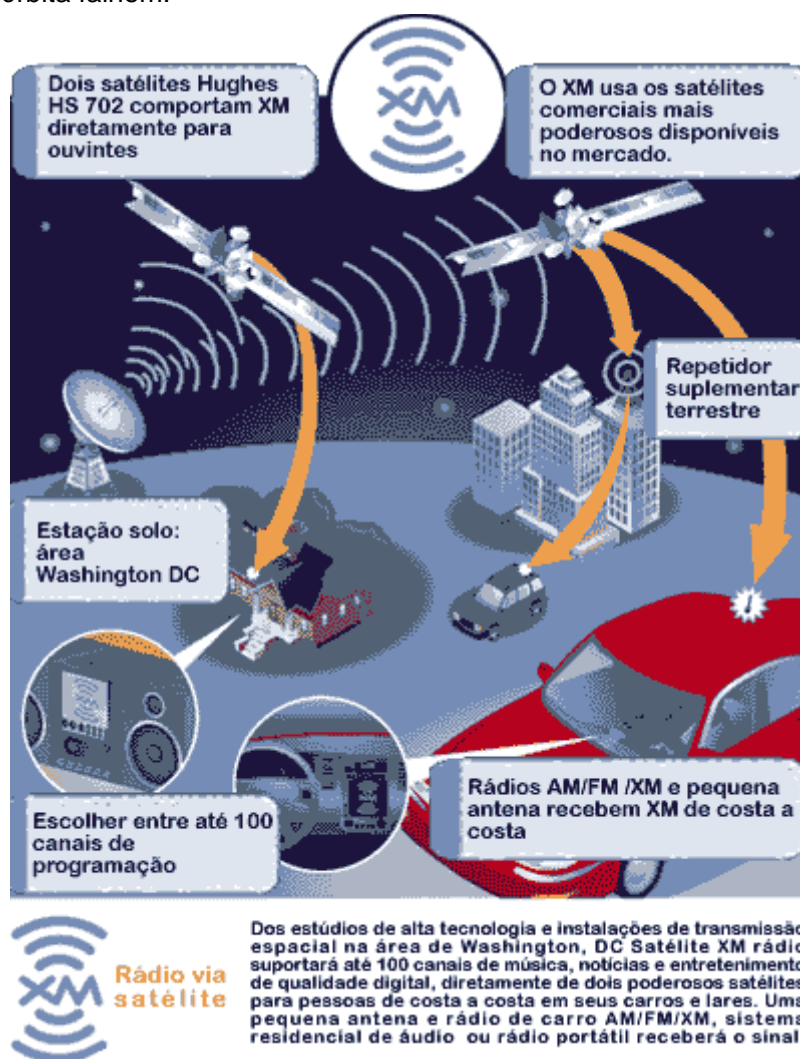 Dois satélites Hughes
HS 702 comportam XM
diretamente para
ouvintes
XM
O XM usa os satélites
comerciais mais
poderosos disponíveis
no mercado.
Repetidor
suplementar
terrestre
Estação solo:
área
Washington DC
Rádios AM/FM /XM e pequena
antena recebem XM de costa a
costa
Escolher entre até 100
canais de
programação
XM
Rádio via
satélite
Dos estúdios de alta tecnologia e instalações de transmissão
espacial na área de Washington, DC Satélite XM rádio
suportará até 100 canais de música, notícias e entretenimento
de qualidade digital, diretamente de dois poderosos satélites
para pessoas de costa a costa em seus carros e lares. Uma
pequena antena e rádio de carro AM/FM/XM, sistema
residencial de áudio ou rádio portátil receberá o sinal